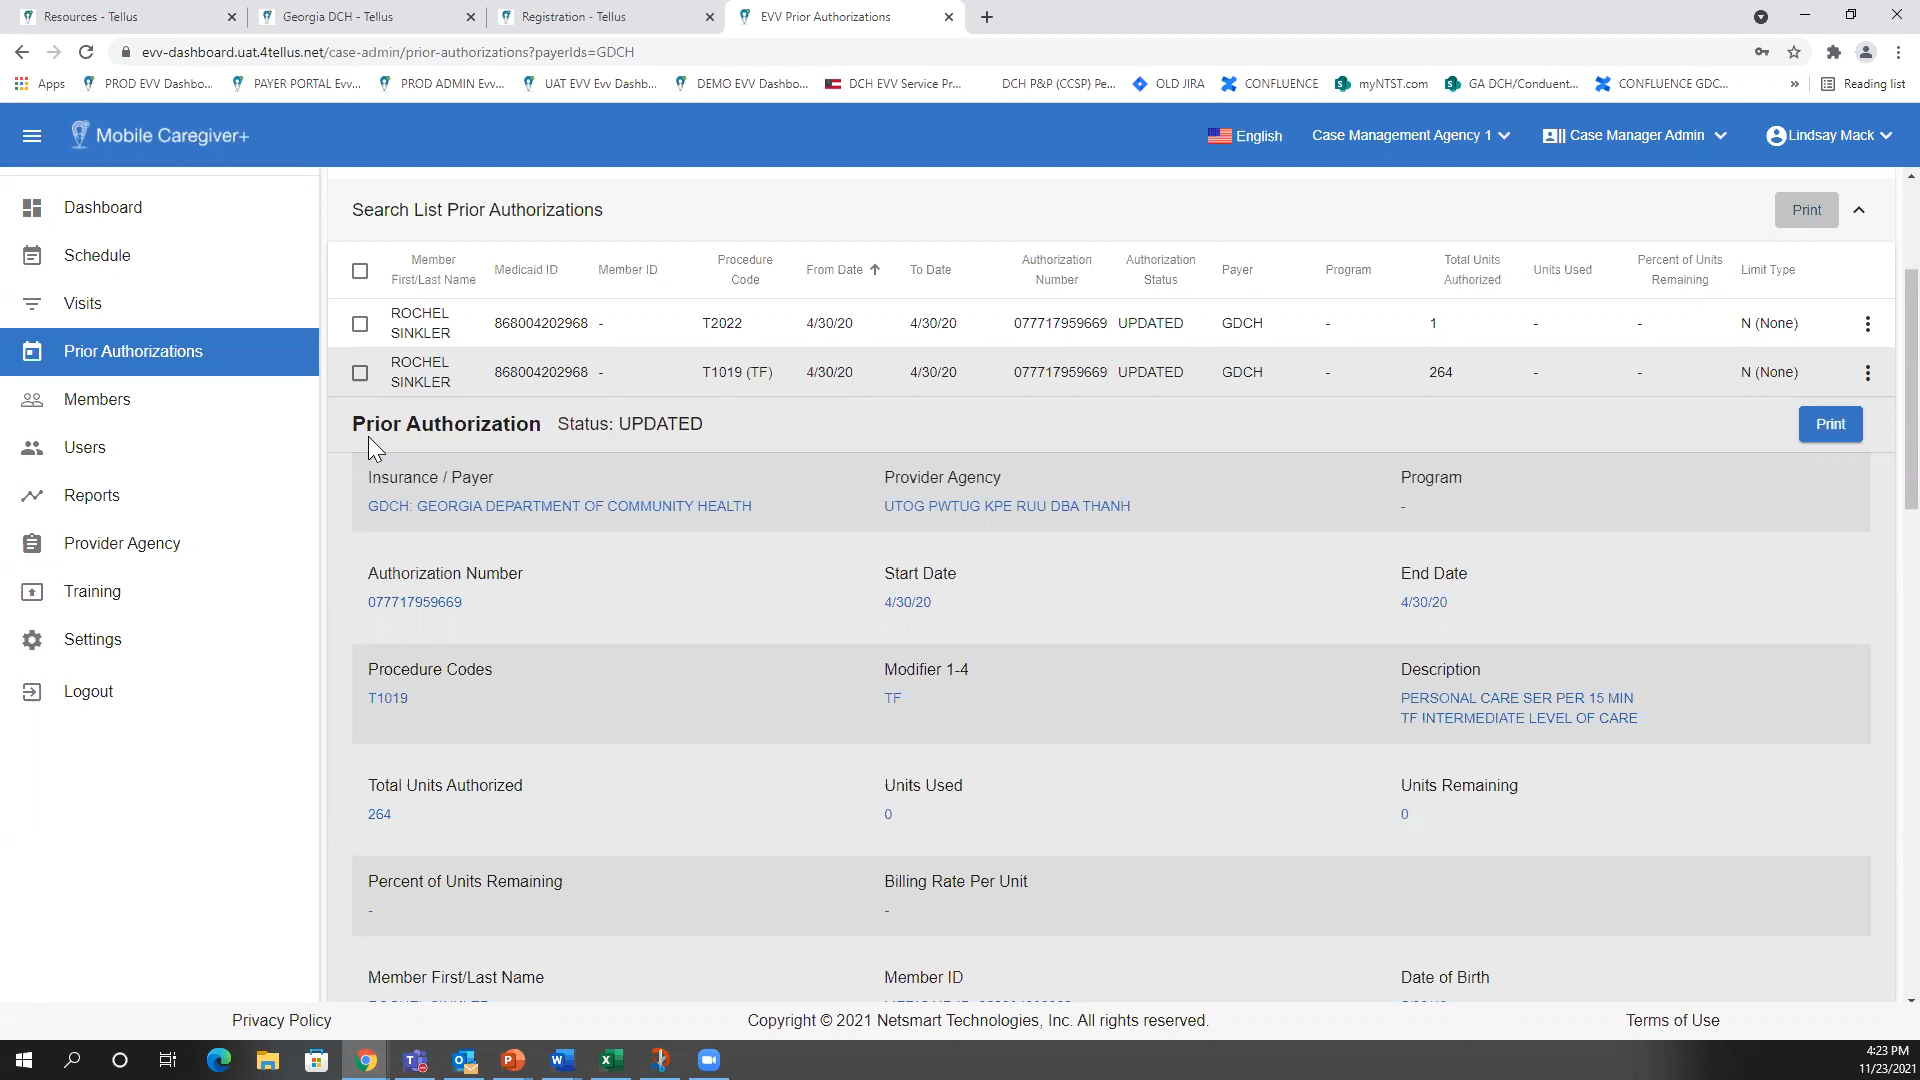 Resources - Tellus
Georgia DCH - Tellus
Registration - Tellus
EVV Prior Authorizations
evv-dashboard.uat.4tellus.net/case-admin/prior-authorizations?payerIds=GDCH
Apps
PROD EVV Dashbo...
PAYER PORTAL Evv...
PROD ADMIN Evv...
UAT EVV Evv Dashb...
DEMO EVV Dashbo...
DCH EVV Service Pr...
DCH P&P (CCSP) Pe...
OLD JIRA
CONFLUENCE
myNTST.com
GA DCH/Conduent...
CONFLUENCE GDC...
»
Reading list
Mobile Caregiver+
English
Case Management Agency 1
Case Manager Admin
Lindsay Mack
Dashboard
Schedule
Visits
Prior Authorizations
Members
Users
Reports
Provider Agency
Training
Settings
Logout
Search List Prior Authorizations
Print
Member First/Last Name Medicaid ID Member ID Procedure Code From Date To Date Authorization Number Authorization Status Payer Program Total Units Authorized Units Used Percent of Units Remaining Limit Type
ROCHEL SINKLER 868004202968 - T2022 4/30/20 4/30/20 077717959669 UPDATED GDCH - 1 - - N (None)
ROCHEL SINKLER 868004202968 - T1019 (TF) 4/30/20 4/30/20 077717959669 UPDATED GDCH - 264 - - N (None)
Prior Authorization Status: UPDATED
Print
Insurance / Payer Provider Agency Program
GDCH: GEORGIA DEPARTMENT OF COMMUNITY HEALTH UTOG PWTUG KPE RUU DBA THANH -
Authorization Number Start Date End Date
077717959669 4/30/20 4/30/20
Procedure Codes Modifier 1-4 Description
T1019 TF PERSONAL CARE SER PER 15 MIN
TF INTERMEDIATE LEVEL OF CARE
Total Units Authorized Units Used Units Remaining
264 0 0
Percent of Units Remaining Billing Rate Per Unit
- -
Member First/Last Name Member ID Date of Birth
Privacy Policy
Copyright © 2021 Netsmart Technologies, Inc. All rights reserved.
Terms of Use
4:23 PM
11/23/2021